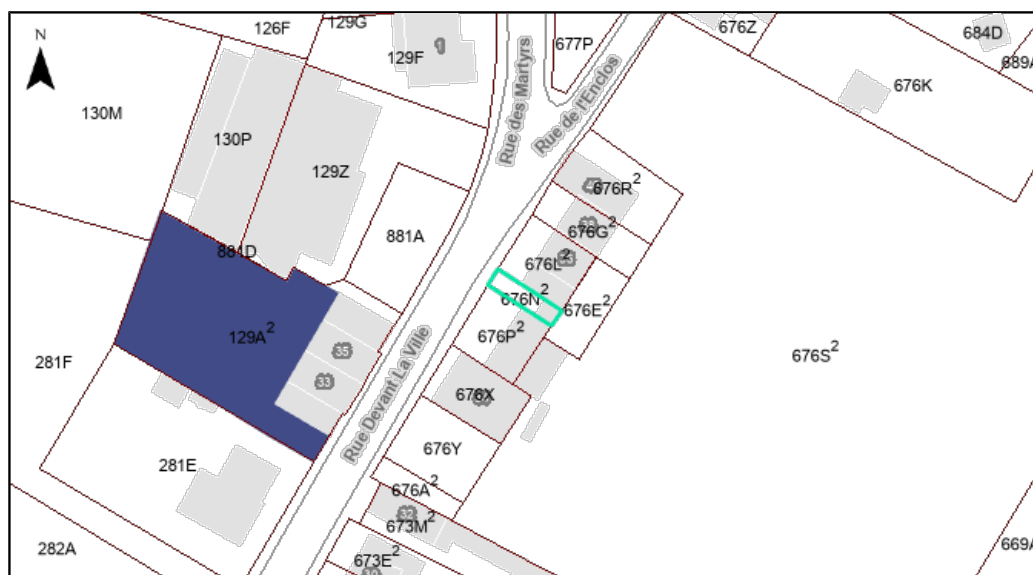 126F
129G
677P
676Z
684D
689A
N
129F
676K
130M
Rue des Martyrs
Rue de l'Enclos
130P
129Z
676R²
881A
676G²
881D
676L²
676N²
676E²
129A²
676P²
281F
35
676S²
33
Rue Devant La Ville
676X
676Y
281E
676A²
32
673M²
282A
673E²
669A